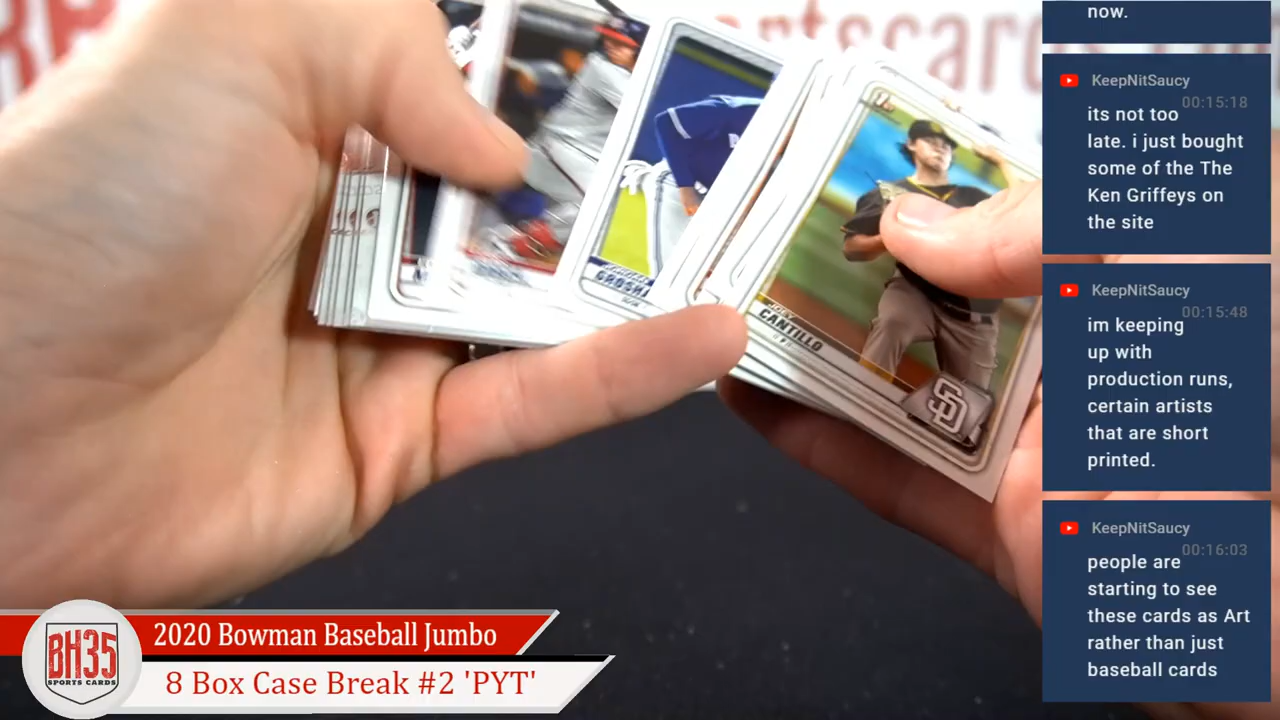 now.
KeepNitSaucy
00:15:18
its not too
late. i just bought
some of the The
Ken Griffeys on
the site
KeepNitSaucy
00:15:48
im keeping
up with
production runs,
certain artists
that are short
printed.
KeepNitSaucy
00:16:03
people are
starting to see
these cards as Art
rather than just
baseball cards
1st
JOEY
CANTILLO
SD
BH35
SPORTS CARDS
2020 Bowman Baseball Jumbo
8 Box Case Break #2 'PYT'